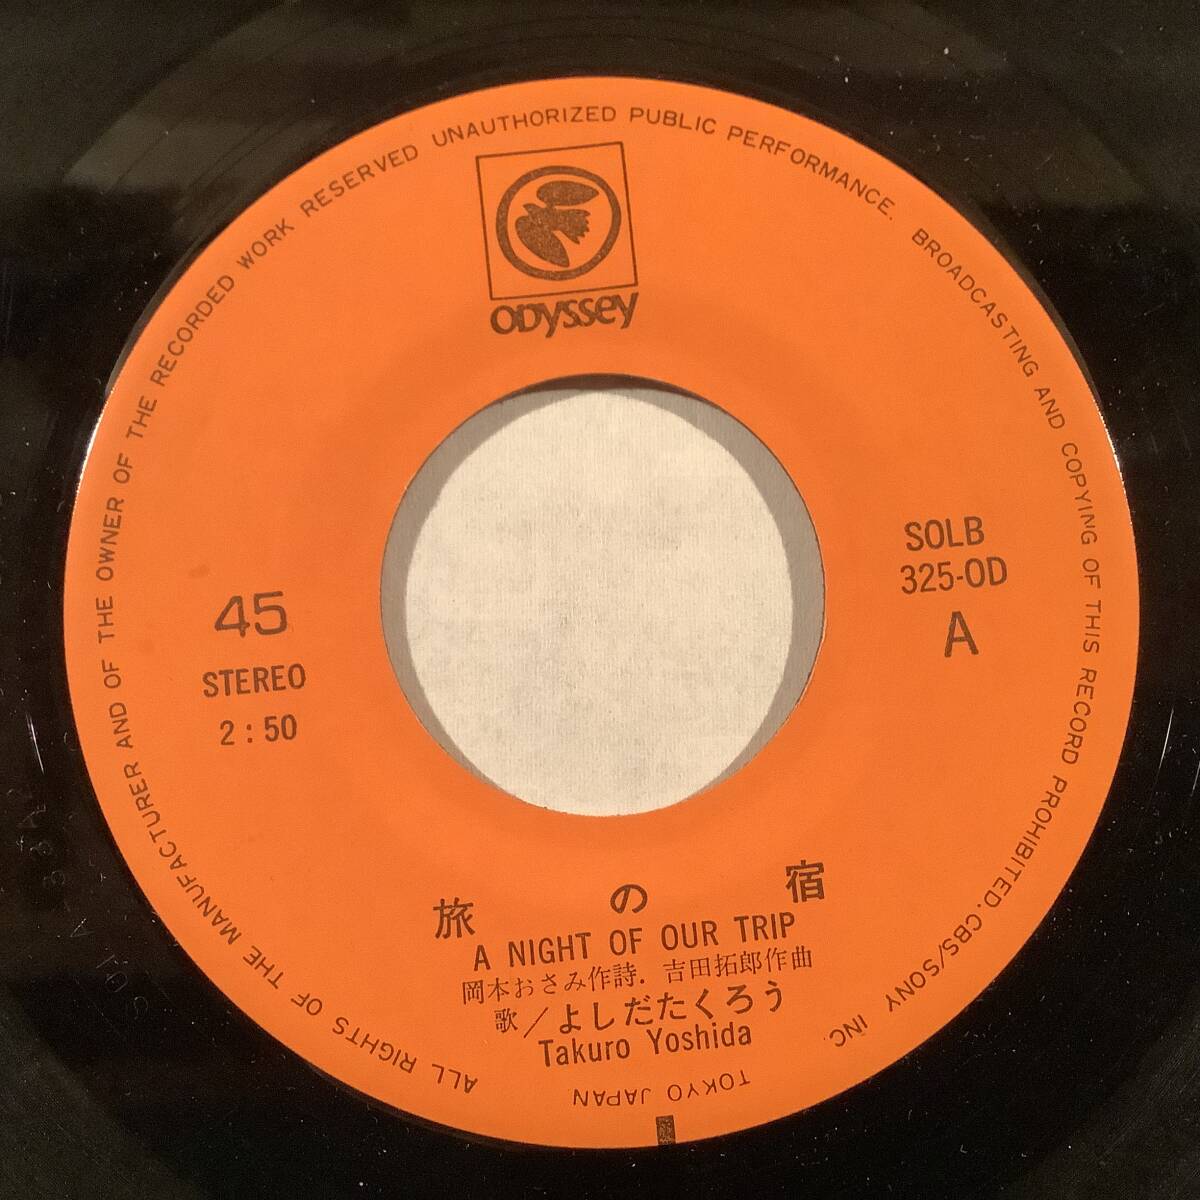 ALL RIGHTS OF THE MANUFACTURER AND OF THE OWNER OF THE RECORDED WORK RESERVED UNAUTHORIZED PUBLIC PERFORMANCE. BROADCASTING AND COPYING OF THIS RECORD PROHIBITED. CBS/SONY INC.
TOKYO JAPAN
ODYSSEY
45
STEREO
2:50
SOLB
325-OD
A
旅の宿
A NIGHT OF OUR TRIP
岡本おさみ作詩. 吉田拓郎作曲
歌/よしだたくろう
Takuro Yoshida